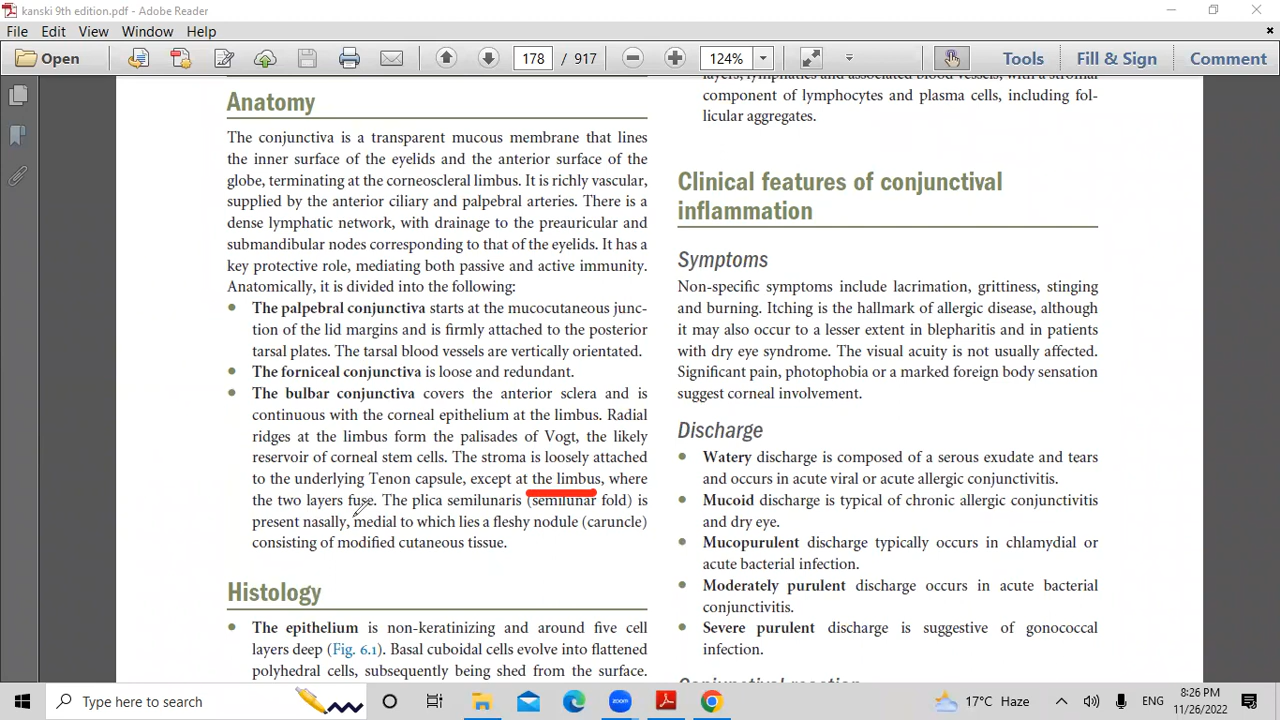 kanski 9th edition.pdf - Adobe Reader
File Edit View Window Help
Open 178 / 917 124% Tools Fill & Sign Comment
Anatomy
The conjunctiva is a transparent mucous membrane that lines
the inner surface of the eyelids and the anterior surface of the
globe, terminating at the corneoscleral limbus. It is richly vascular,
supplied by the anterior ciliary and palpebral arteries. There is a
dense lymphatic network, with drainage to the preauricular and
submandibular nodes corresponding to that of the eyelids. It has a
key protective role, mediating both passive and active immunity.
Anatomically, it is divided into the following:
• The palpebral conjunctiva starts at the mucocutaneous junc-
tion of the lid margins and is firmly attached to the posterior
tarsal plates. The tarsal blood vessels are vertically orientated.
• The forniceal conjunctiva is loose and redundant.
• The bulbar conjunctiva covers the anterior sclera and is
continuous with the corneal epithelium at the limbus. Radial
ridges at the limbus form the palisades of Vogt, the likely
reservoir of corneal stem cells. The stroma is loosely attached
to the underlying Tenon capsule, except at the limbus, where
the two layers fuse. The plica semilunaris (semilunar fold) is
present nasally, medial to which lies a fleshy nodule (caruncle)
consisting of modified cutaneous tissue.
Histology
• The epithelium is non-keratinizing and around five cell
layers deep (Fig. 6.1). Basal cuboidal cells evolve into flattened
polyhedral cells, subsequently being shed from the surface.
layers, lymphatics and associated blood vessels, with a stromal
component of lymphocytes and plasma cells, including fol-
licular aggregates.
Clinical features of conjunctival
inflammation
Symptoms
Non-specific symptoms include lacrimation, grittiness, stinging
and burning. Itching is the hallmark of allergic disease, although
it may also occur to a lesser extent in blepharitis and in patients
with dry eye syndrome. The visual acuity is not usually affected.
Significant pain, photophobia or a marked foreign body sensation
suggest corneal involvement.
Discharge
• Watery discharge is composed of a serous exudate and tears
and occurs in acute viral or acute allergic conjunctivitis.
• Mucoid discharge is typical of chronic allergic conjunctivitis
and dry eye.
• Mucopurulent discharge typically occurs in chlamydial or
acute bacterial infection.
• Moderately purulent discharge occurs in acute bacterial
conjunctivitis.
• Severe purulent discharge is suggestive of gonococcal
infection.
Conjunctival reaction
Type here to search
17°C Haze
ENG
8:26 PM
11/26/2022